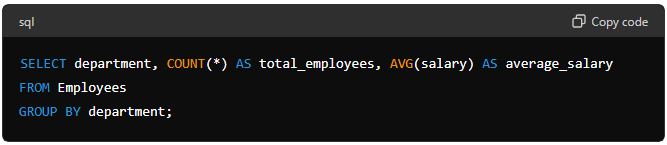 sql
Copy code
SELECT department, COUNT(*) AS total_employees, AVG(salary) AS average_salary
FROM Employees
GROUP BY department;